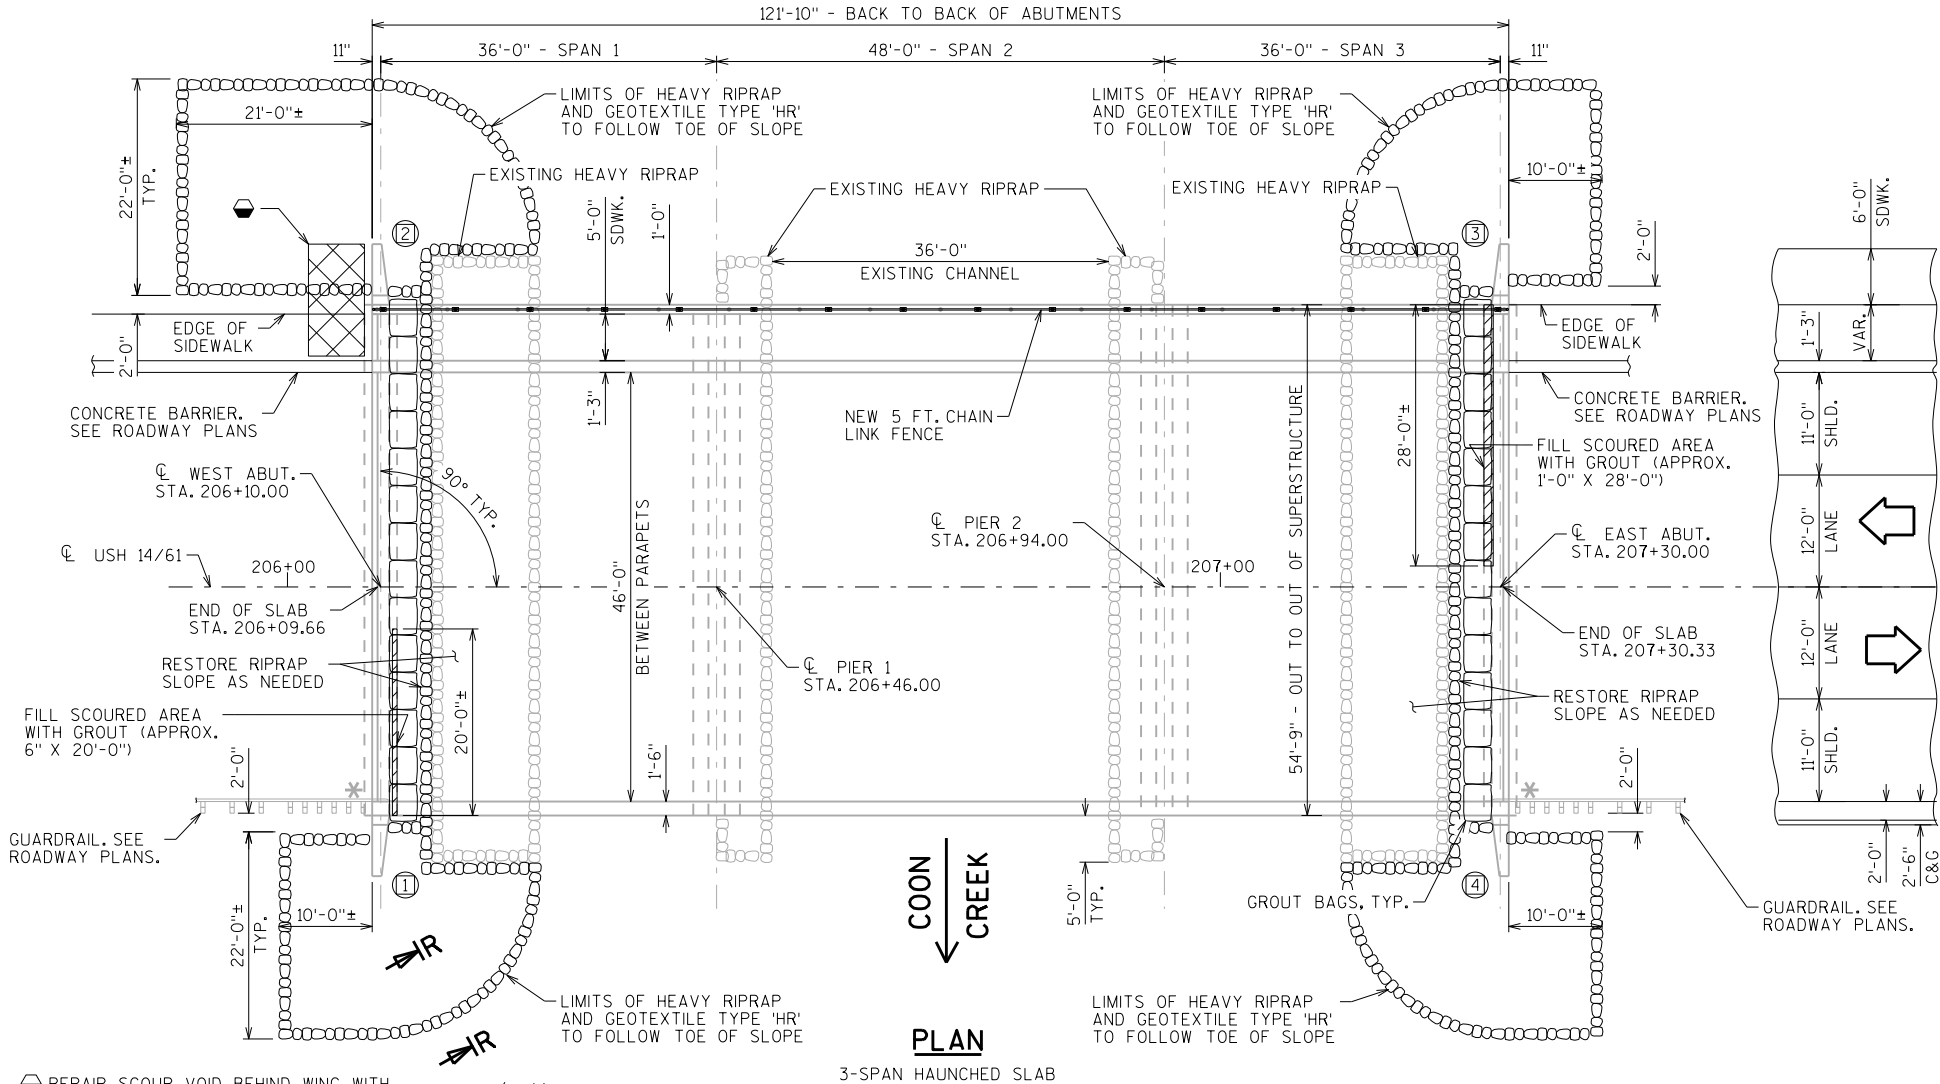 121'-10" - BACK TO BACK OF ABUTMENTS
11"
36'-0" - SPAN 1
48'-0" - SPAN 2
36'-0" - SPAN 3
11"
LIMITS OF HEAVY RIPRAP
AND GEOTEXTILE TYPE 'HR'
TO FOLLOW TOE OF SLOPE
LIMITS OF HEAVY RIPRAP
AND GEOTEXTILE TYPE 'HR'
TO FOLLOW TOE OF SLOPE
21'-0"±
22'-0"±
TYP.
10'-0"±
EXISTING HEAVY RIPRAP
EXISTING HEAVY RIPRAP
EXISTING HEAVY RIPRAP
5'-0"
SDWK.
1'-0"
2
3
36'-0"
EXISTING CHANNEL
2'-0"
6'-0"
SDWK.
EDGE OF
SIDEWALK
2'-0"
EDGE OF
SIDEWALK
1'-3"
VAR.
CONCRETE BARRIER.
SEE ROADWAY PLANS
1'-3"
NEW 5 FT. CHAIN
LINK FENCE
28'-0"±
CONCRETE BARRIER.
SEE ROADWAY PLANS
11'-0"
SHLD.
FILL SCOURED AREA
WITH GROUT (APPROX.
1'-0" X 28'-0")
℄ WEST ABUT.
STA. 206+10.00
90° TYP.
℄ PIER 2
STA. 206+94.00
℄ EAST ABUT.
STA. 207+30.00
12'-0"
LANE
℄ USH 14/61
206+00
207+00
46'-0"
BETWEEN PARAPETS
54'-9" - OUT TO OUT OF SUPERSTRUCTURE
END OF SLAB
STA. 206+09.66
END OF SLAB
STA. 207+30.33
12'-0"
LANE
RESTORE RIPRAP
SLOPE AS NEEDED
℄ PIER 1
STA. 206+46.00
RESTORE RIPRAP
SLOPE AS NEEDED
FILL SCOURED AREA
WITH GROUT (APPROX.
6" X 20'-0")
20'-0"±
2'-0"
1'-6"
2'-0"
11'-0"
SHLD.
GUARDRAIL. SEE
ROADWAY PLANS.
1
4
COON
CREEK
5'-0"
TYP.
GROUT BAGS, TYP.
2'-0"
2'-6"
C&G
22'-0"±
TYP.
10'-0"±
10'-0"±
GUARDRAIL. SEE
ROADWAY PLANS.
R
R
LIMITS OF HEAVY RIPRAP
AND GEOTEXTILE TYPE 'HR'
TO FOLLOW TOE OF SLOPE
LIMITS OF HEAVY RIPRAP
AND GEOTEXTILE TYPE 'HR'
TO FOLLOW TOE OF SLOPE
PLAN
3-SPAN HAUNCHED SLAB
REPAIR SCOUR VOID BEHIND WING WITH